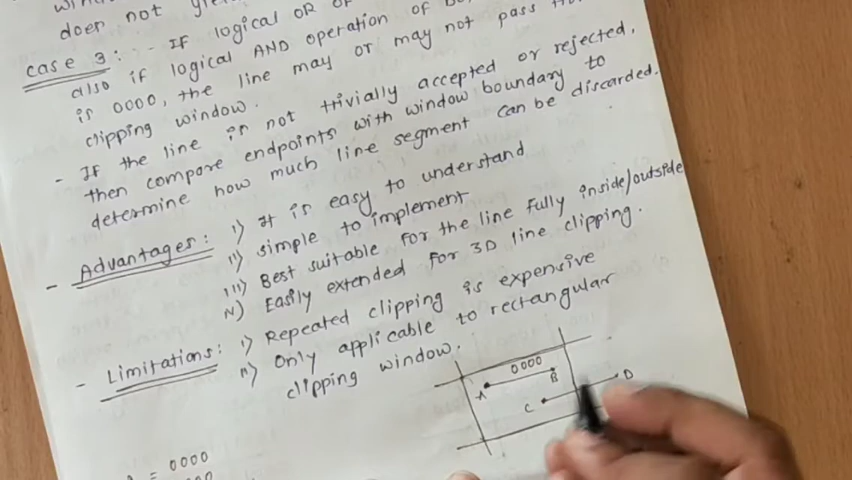 does not
case 3: - If logical OR OF
also if logical AND operation of
is 0000, the line may or may not pass
clipping window.
- If the line is not trivially accepted or rejected,
then compare endpoints with window boundary to
determine how much line segment can be discarded.
- Advantages: i) It is easy to understand
ii) simple to implement
iii) Best suitable for the line fully inside/outside
iv) Easily extended for 3D line clipping.
- Limitations: i) Repeated clipping is expensive
ii) Only applicable to rectangular
clipping window.
0000
A B
C D
= 0000